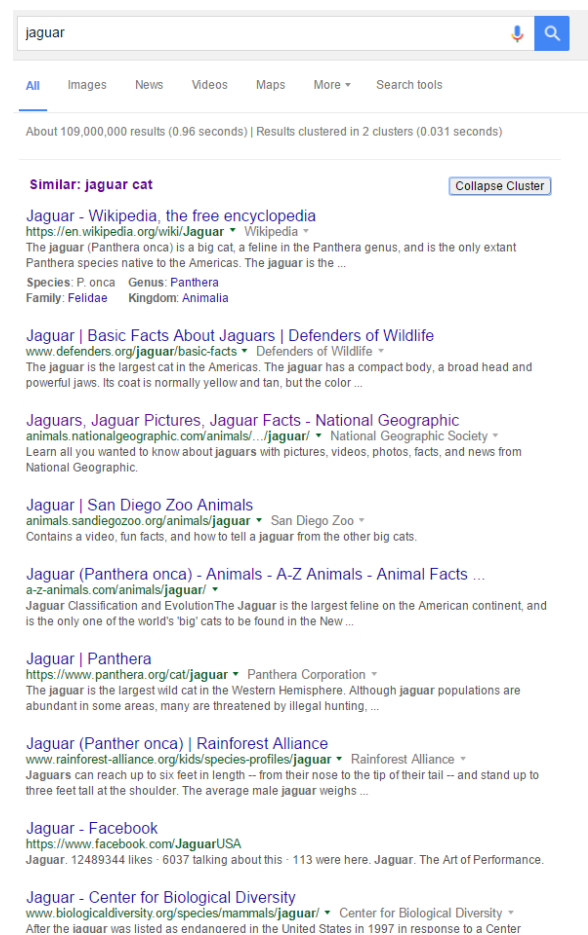 jaguar
All Images News Videos Maps More Search tools
About 109,000,000 results (0.96 seconds) | Results clustered in 2 clusters (0.031 seconds)
Similar: jaguar cat Collapse Cluster
Jaguar - Wikipedia, the free encyclopedia
https://en.wikipedia.org/wiki/Jaguar Wikipedia
The jaguar (Panthera onca) is a big cat, a feline in the Panthera genus, and is the only extant
Panthera species native to the Americas. The jaguar is the ...
Species: P. onca Genus: Panthera
Family: Felidae Kingdom: Animalia
Jaguar | Basic Facts About Jaguars | Defenders of Wildlife
www.defenders.org/jaguar/basic-facts Defenders of Wildlife
The jaguar is the largest cat in the Americas. The jaguar has a compact body, a broad head and
powerful jaws. Its coat is normally yellow and tan, but the color ...
Jaguars, Jaguar Pictures, Jaguar Facts - National Geographic
animals.nationalgeographic.com/animals/.../jaguar/ National Geographic Society
Learn all you wanted to know about jaguars with pictures, videos, photos, facts, and news from
National Geographic.
Jaguar | San Diego Zoo Animals
animals.sandiegozoo.org/animals/jaguar San Diego Zoo
Contains a video, fun facts, and how to tell a jaguar from the other big cats.
Jaguar (Panthera onca) - Animals - A-Z Animals - Animal Facts ...
a-z-animals.com/animals/jaguar/
Jaguar Classification and EvolutionThe Jaguar is the largest feline on the American continent, and
is the only one of the world's 'big' cats to be found in the New ...
Jaguar | Panthera
https://www.panthera.org/cat/jaguar Panthera Corporation
The jaguar is the largest wild cat in the Western Hemisphere. Although jaguar populations are
abundant in some areas, many are threatened by illegal hunting, ...
Jaguar (Panther onca) | Rainforest Alliance
www.rainforest-alliance.org/kids/species-profiles/jaguar Rainforest Alliance
Jaguars can reach up to six feet in length -- from their nose to the tip of their tail -- and stand up to
three feet tall at the shoulder. The average male jaguar weighs ...
Jaguar - Facebook
https://www.facebook.com/JaguarUSA
Jaguar. 12489344 likes · 6037 talking about this · 113 were here. Jaguar. The Art of Performance.
Jaguar - Center for Biological Diversity
www.biologicaldiversity.org/species/mammals/jaguar/ Center for Biological Diversity
After the jaguar was listed as endangered in the United States in 1997 in response to a Center